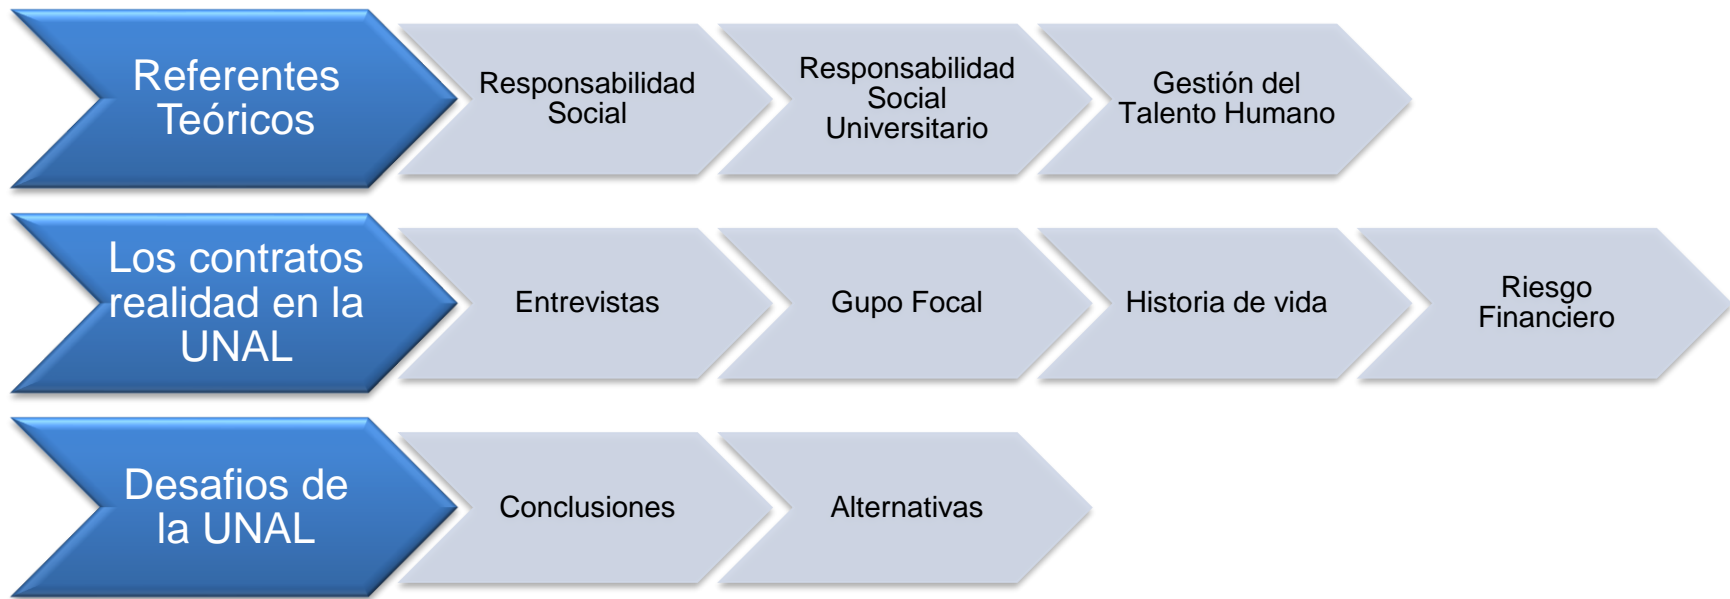 Referentes
Teóricos
Responsabilidad
Social
Responsabilidad
Social
Universitario
Gestión del
Talento Humano
Los contratos
realidad en la
UNAL
Entrevistas
Gupo Focal
Historia de vida
Riesgo
Financiero
Desafios de
la UNAL
Conclusiones
Alternativas